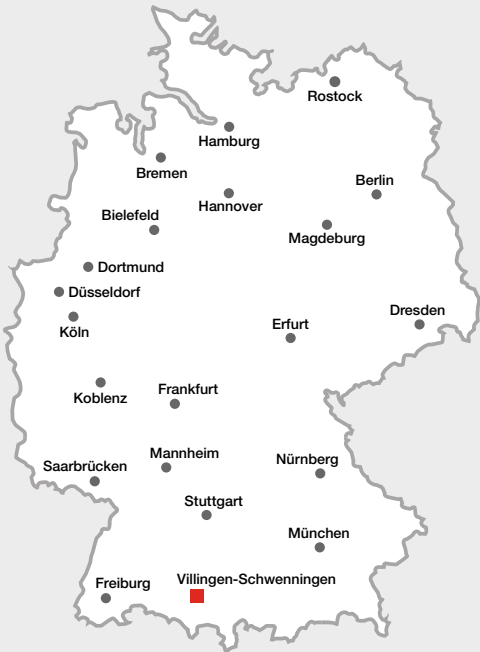 Rostock
Hamburg
Bremen
Berlin
Hannover
Bielefeld
Magdeburg
Dortmund
Düsseldorf
Dresden
Erfurt
Köln
Frankfurt
Koblenz
Mannheim
Nürnberg
Saarbrücken
Stuttgart
München
Villingen-Schwenningen
Freiburg